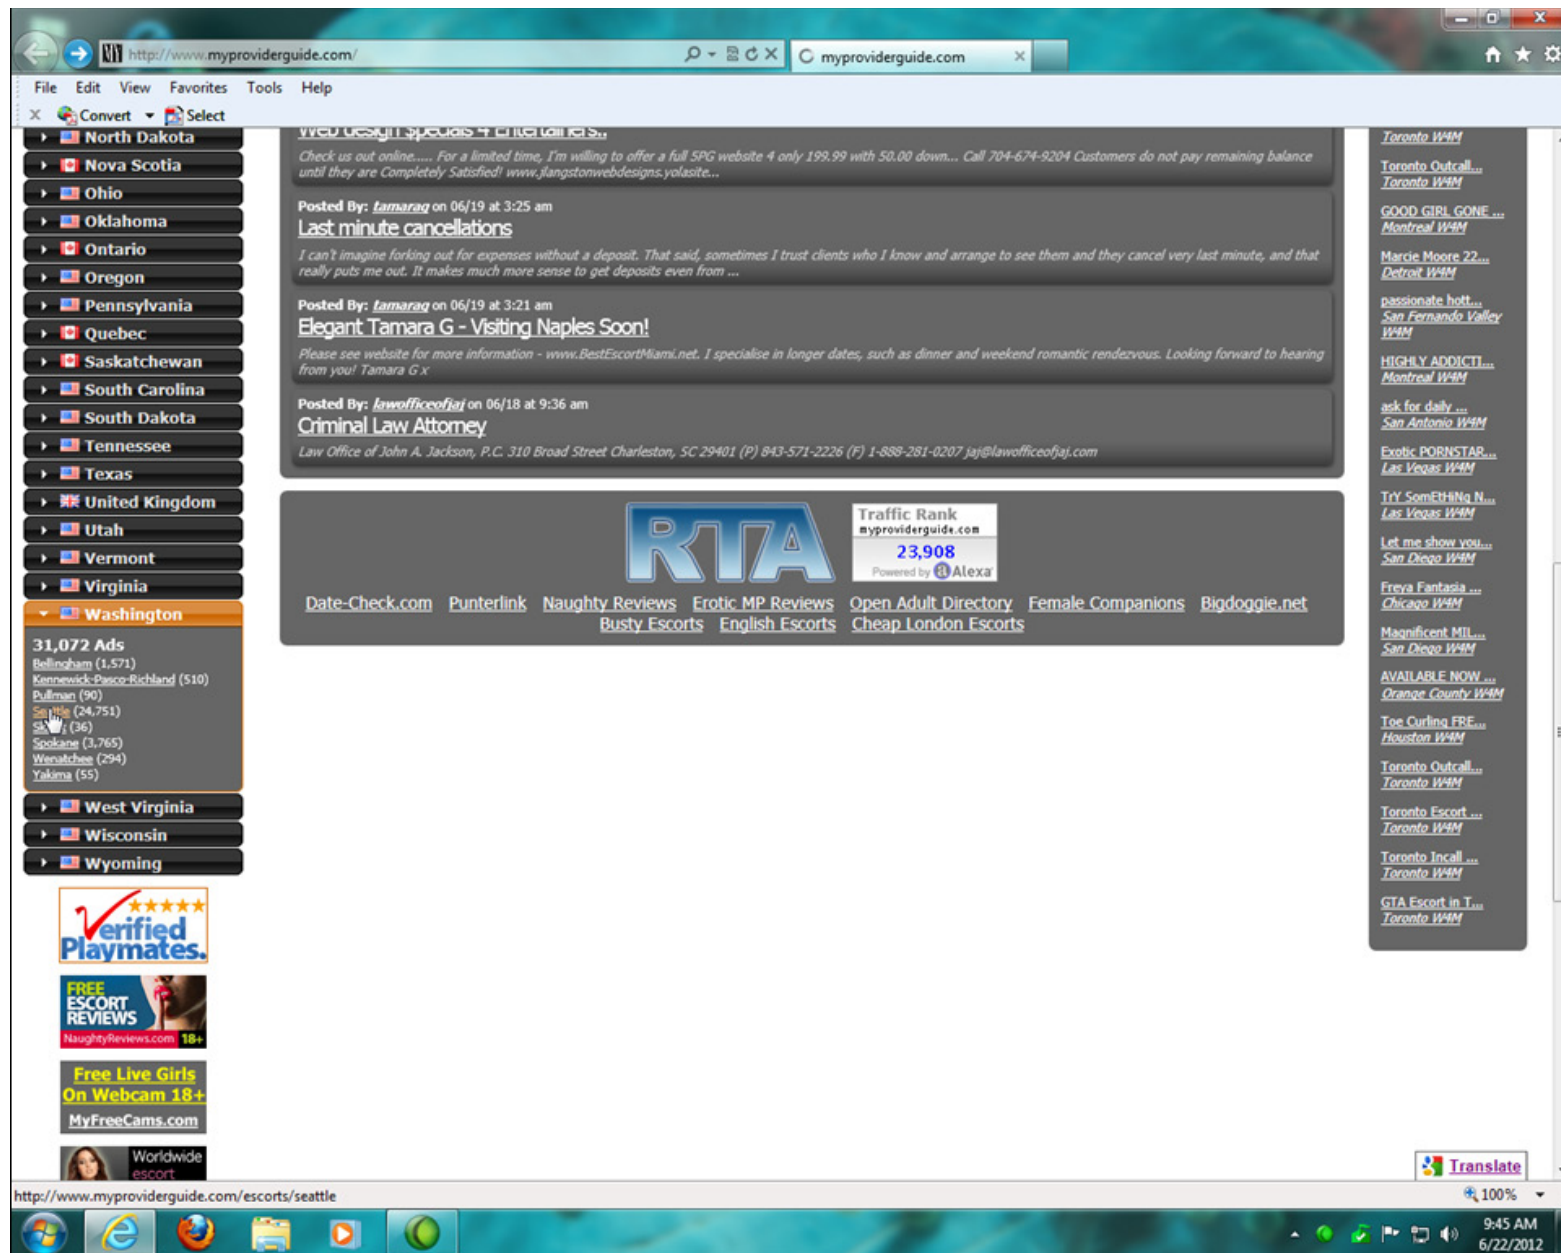 http://www.myproviderguide.com/
myproviderguide.com
File Edit View Favorites Tools Help
Convert Select
North Dakota
Nova Scotia
Ohio
Oklahoma
Ontario
Oregon
Pennsylvania
Quebec
Saskatchewan
South Carolina
South Dakota
Tennessee
Texas
United Kingdom
Utah
Vermont
Virginia
Washington
31,072 Ads
Bellingham (1,571)
Kennewick-Pasco-Richland (510)
Pullman (90)
Seattle (24,751)
(36)
Spokane (3,765)
Wenatchee (294)
Yakima (55)
West Virginia
Wisconsin
Wyoming
Verified
Playmates.
FREE
ESCORT
REVIEWS
NaughtyReviews.com 18+
Free Live Girls
On Webcam 18+
MyFreeCams.com
Worldwide
escort
Web design $pecials 4 Entertainers..
Check us out online..... For a limited time, I'm willing to offer a full 5PG website 4 only 199.99 with 50.00 down... Call 704-674-9204 Customers do not pay remaining balance
until they are Completely Satisfied! www.jlangstonwebdesigns.yolasite...
Posted By: tamarag on 06/19 at 3:25 am
Last minute cancellations
I can't imagine forking out for expenses without a deposit. That said, sometimes I trust clients who I know and arrange to see them and they cancel very last minute, and that
really puts me out. It makes much more sense to get deposits even from ...
Posted By: tamarag on 06/19 at 3:21 am
Elegant Tamara G - Visiting Naples Soon!
Please see website for more information - www.BestEscortMiami.net. I specialise in longer dates, such as dinner and weekend romantic rendezvous. Looking forward to hearing
from you! Tamara G x
Posted By: lawofficeofjaj on 06/18 at 9:36 am
Criminal Law Attorney
Law Office of John A. Jackson, P.C. 310 Broad Street Charleston, SC 29401 (P) 843-571-2226 (F) 1-888-281-0207 jaj@lawofficeofjaj.com
RTA
Traffic Rank
myproviderguide.com
23,908
Powered by Alexa
Date-Check.com Punterlink Naughty Reviews Erotic MP Reviews Open Adult Directory Female Companions Bigdoggie.net
Busty Escorts English Escorts Cheap London Escorts
Toronto W4M
Toronto Outcall...
Toronto W4M
GOOD GIRL GONE ...
Montreal W4M
Marcie Moore 22...
Detroit W4M
passionate hott...
San Fernando Valley
W4M
HIGHLY ADDICTI...
Montreal W4M
ask for daily ...
San Antonio W4M
Exotic PORNSTAR...
Las Vegas W4M
TrY SomEtHiNg N...
Las Vegas W4M
Let me show you...
San Diego W4M
Freya Fantasia ...
Chicago W4M
Magnificent MIL...
San Diego W4M
AVAILABLE NOW ...
Orange County W4M
Toe Curling FRE...
Houston W4M
Toronto Outcall...
Toronto W4M
Toronto Escort ...
Toronto W4M
Toronto Incall ...
Toronto W4M
GTA Escort in T...
Toronto W4M
Translate
http://www.myproviderguide.com/escorts/seattle
100%
9:45 AM
6/22/2012